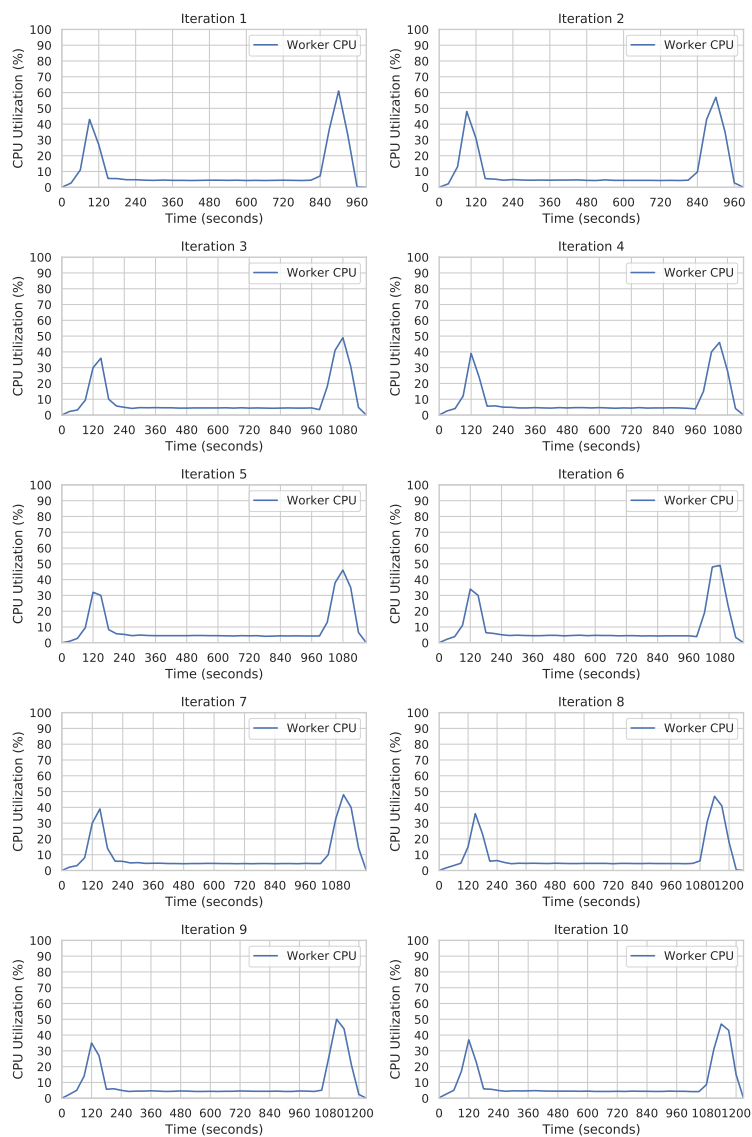 Iteration 1
CPU Utilization (%)
100
90
80
70
60
50
40
30
20
10
0
Worker CPU
0 120 240 360 480 600 720 840 960
Time (seconds)
Iteration 2
CPU Utilization (%)
100
90
80
70
60
50
40
30
20
10
0
Worker CPU
0 120 240 360 480 600 720 840 960
Time (seconds)
Iteration 3
CPU Utilization (%)
100
90
80
70
60
50
40
30
20
10
0
Worker CPU
0 120 240 360 480 600 720 840 960 1080
Time (seconds)
Iteration 4
CPU Utilization (%)
100
90
80
70
60
50
40
30
20
10
0
Worker CPU
0 120 240 360 480 600 720 840 960 1080
Time (seconds)
Iteration 5
CPU Utilization (%)
100
90
80
70
60
50
40
30
20
10
0
Worker CPU
0 120 240 360 480 600 720 840 960 1080
Time (seconds)
Iteration 6
CPU Utilization (%)
100
90
80
70
60
50
40
30
20
10
0
Worker CPU
0 120 240 360 480 600 720 840 960 1080
Time (seconds)
Iteration 7
CPU Utilization (%)
100
90
80
70
60
50
40
30
20
10
0
Worker CPU
0 120 240 360 480 600 720 840 960 1080
Time (seconds)
Iteration 8
CPU Utilization (%)
100
90
80
70
60
50
40
30
20
10
0
Worker CPU
0 120 240 360 480 600 720 840 960 1080 1200
Time (seconds)
Iteration 9
CPU Utilization (%)
100
90
80
70
60
50
40
30
20
10
0
Worker CPU
0 120 240 360 480 600 720 840 960 1080 1200
Time (seconds)
Iteration 10
CPU Utilization (%)
100
90
80
70
60
50
40
30
20
10
0
Worker CPU
0 120 240 360 480 600 720 840 960 1080 1200
Time (seconds)